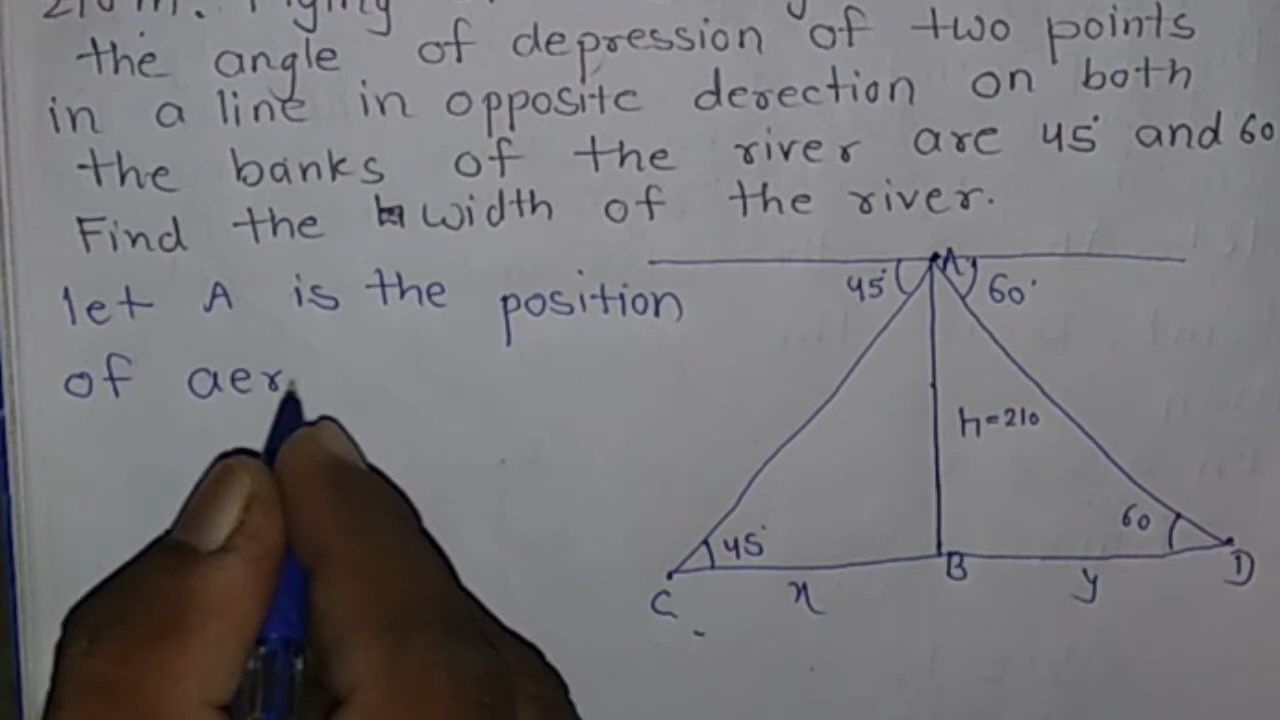 210 m. Flying
the angle of depression of two points
in a line in opposite derection on both
the banks of the river are 45° and 60
Find the width of the river.
let A is the position
of aer
A
45°
60°
h=210
45°
60
B
C
x
y
D